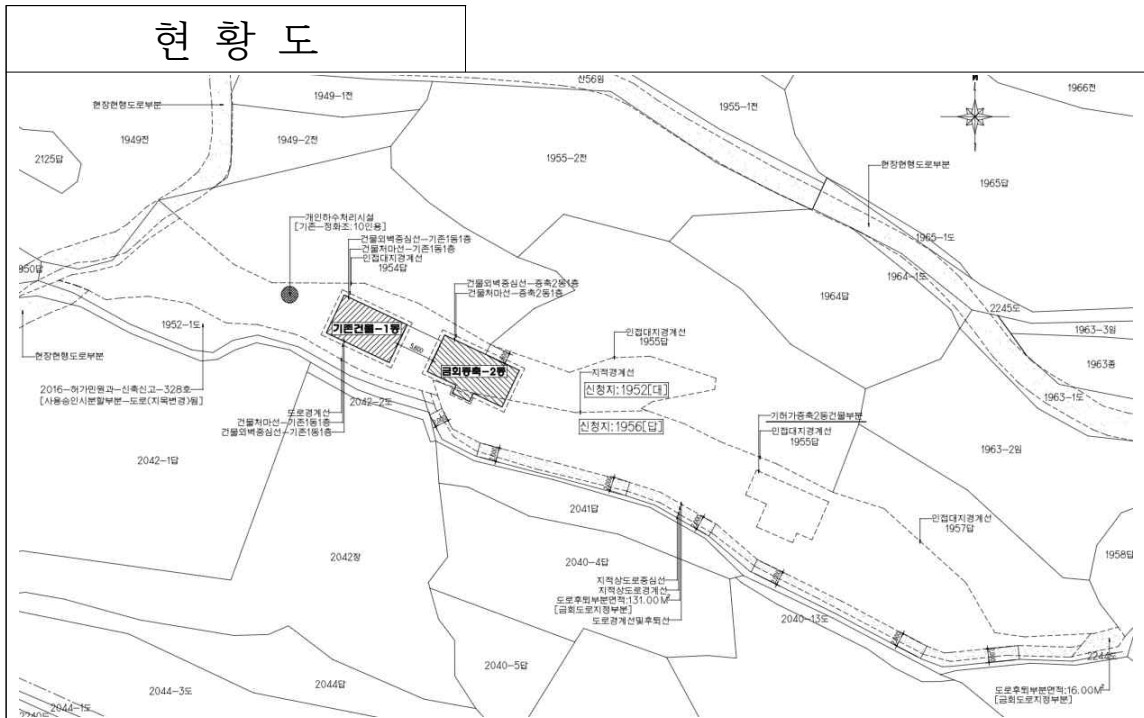 현 황 도
산56임
N
1949-1전
1955-1전
1966전
현장현행도로부분
1949전
1949-2전
2125답
1955-2전
현장현행도로부분
1965답
개인하수처리시설
[기존-정화조:10인용]
건물외벽중심선-기존1동1층
건물처마선-기존1동1층
인접대지경계선
1954답
1965-1도
1964-1도
건물외벽중심선-증축2동1층
건물처마선-증축2동1층
1964답
2245도
1952-1도
기존건물-1동
인접대지경계선
1955답
1963-3임
현장현행도로부분
5,600
금회증축-2동
지적경계선
1963종
신청지:1952[대]
2016-허가민원과-신축신고-328호
[사용승인시분할부분-도로(지목변경)됨]
1963-1도
2042-2도
도로경계선
건물처마선-기존1동1층
건물외벽중심선-기존1동1층
신청지:1956[답]
기허가증축2동건물부분
인접대지경계선
1955답
2042-1답
1963-2임
2041답
인접대지경계선
1957답
2042장
2040-4답
1958답
지적상도로중심선
지적상도로경계선
도로후퇴부분면적:131.00M²
[금회도로지정부분]
도로경계선및후퇴선
2040-13도
2040-5답
2244도
2044-3도
2044답
도로후퇴부분면적:16.00M²
[금회도로지정부분]
2044-1도
2240도